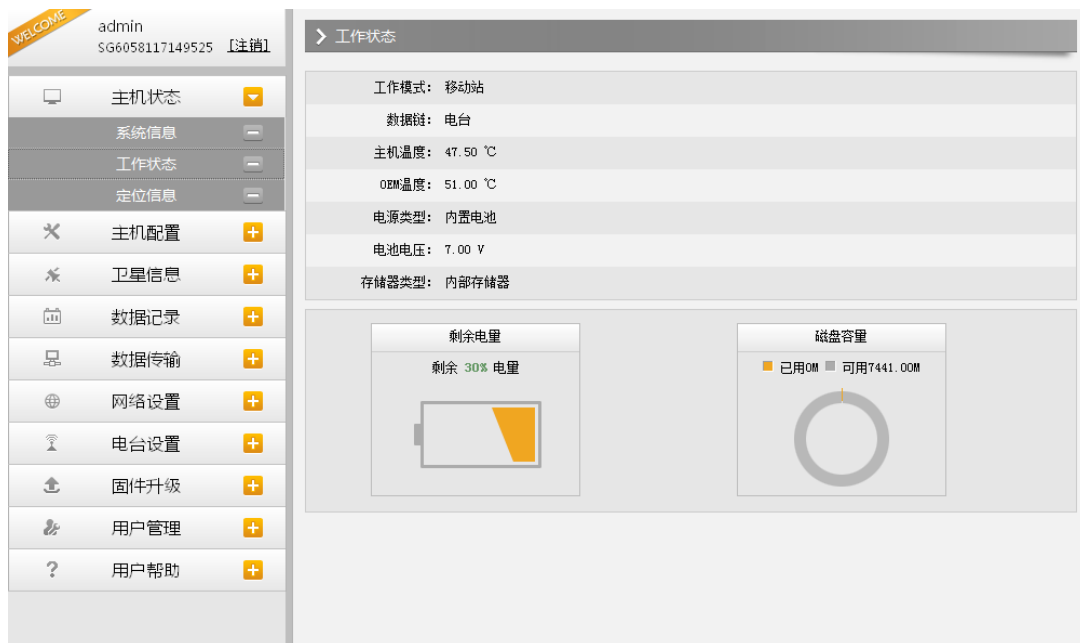 WELCOME
admin
SG6058117149525 [注销]
主机状态
系统信息
工作状态
定位信息
主机配置
卫星信息
数据记录
数据传输
网络设置
电台设置
固件升级
用户管理
用户帮助
工作状态
工作模式: 移动站
数据链: 电台
主机温度: 47.50 ℃
OEM温度: 51.00 ℃
电源类型: 内置电池
电池电压: 7.00 V
存储器类型: 内部存储器
剩余电量
剩余 30% 电量
磁盘容量
已用0M 可用7441.00M